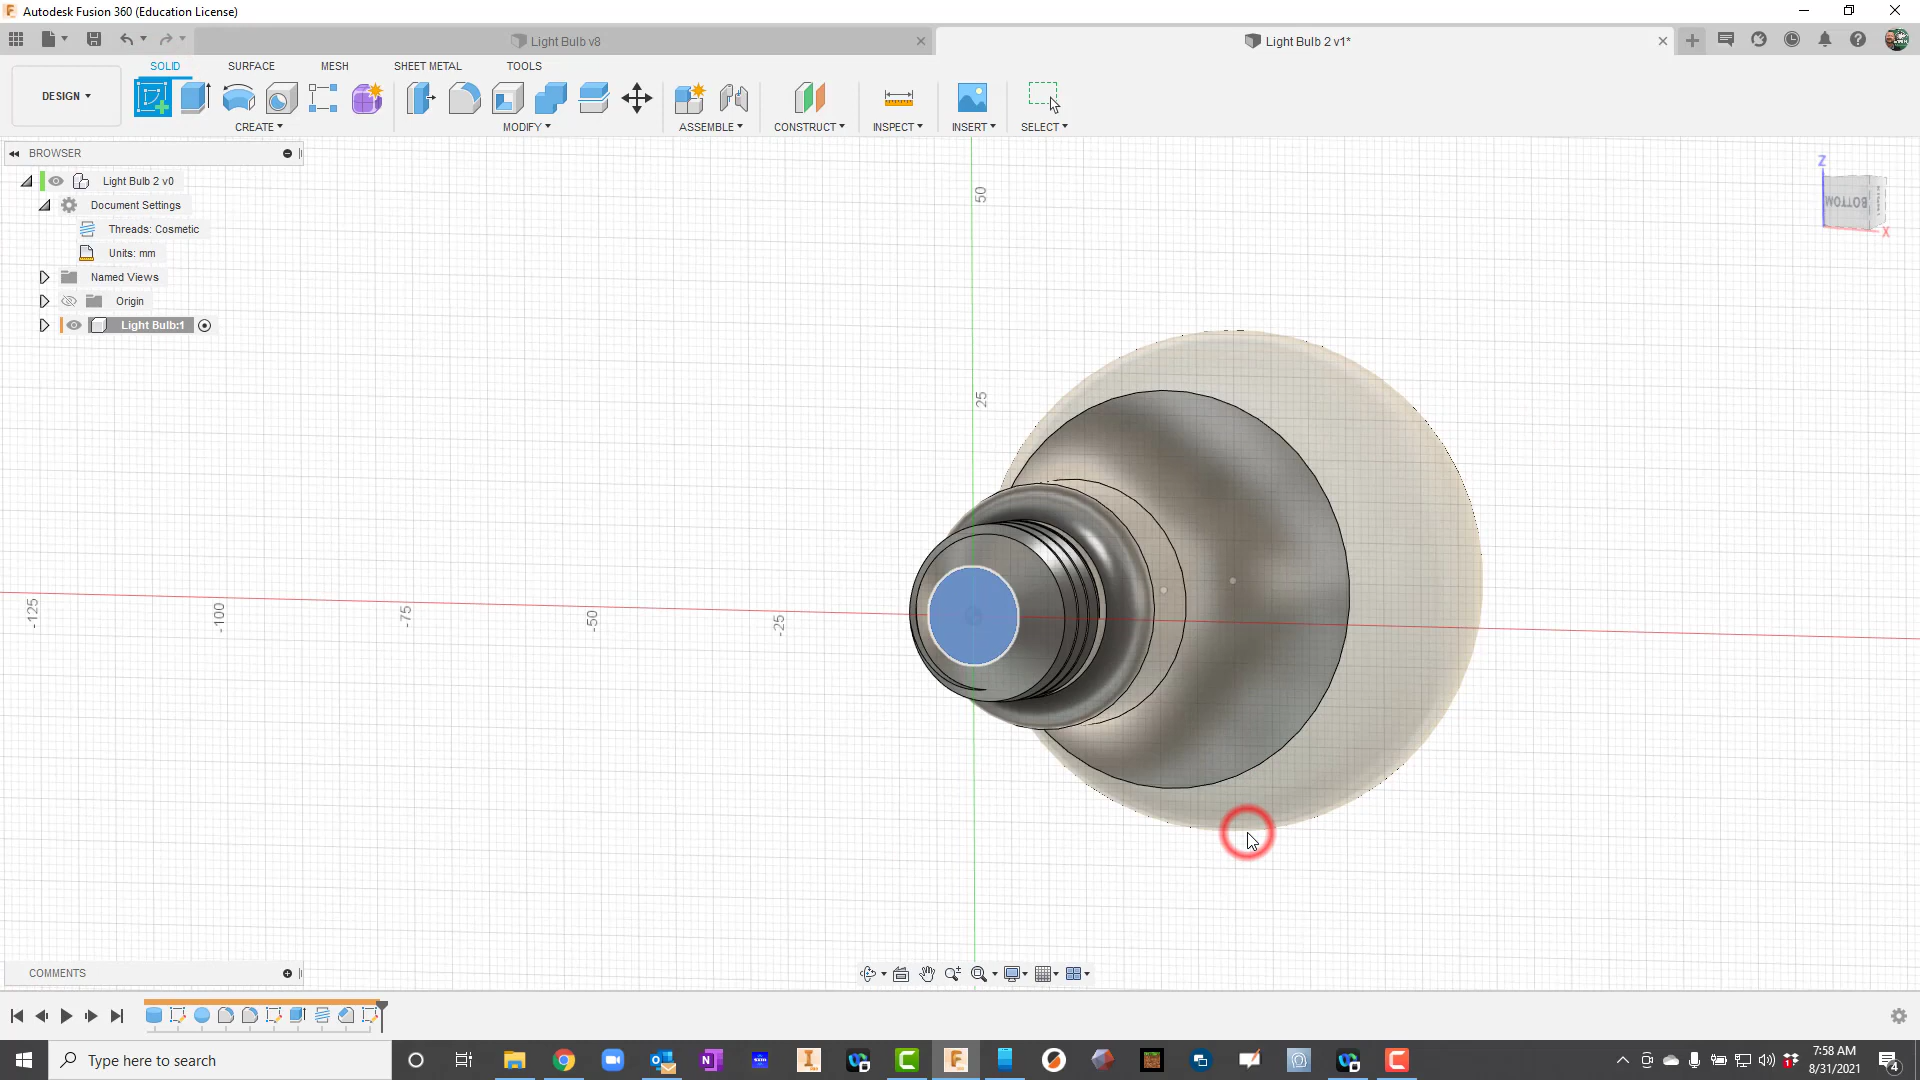 Autodesk Fusion 360 (Education License)
Light Bulb v8
Light Bulb 2 v1*
DESIGN
SOLID
SURFACE
MESH
SHEET METAL
TOOLS
CREATE
MODIFY
ASSEMBLE
CONSTRUCT
INSPECT
INSERT
SELECT
BROWSER
Light Bulb 2 v0
Document Settings
Threads: Cosmetic
Units: mm
Named Views
Origin
Light Bulb:1
50
25
-125
-100
-75
-50
-25
Z
BOTTOM
X
COMMENTS
Type here to search
7:58 AM
8/31/2021
4